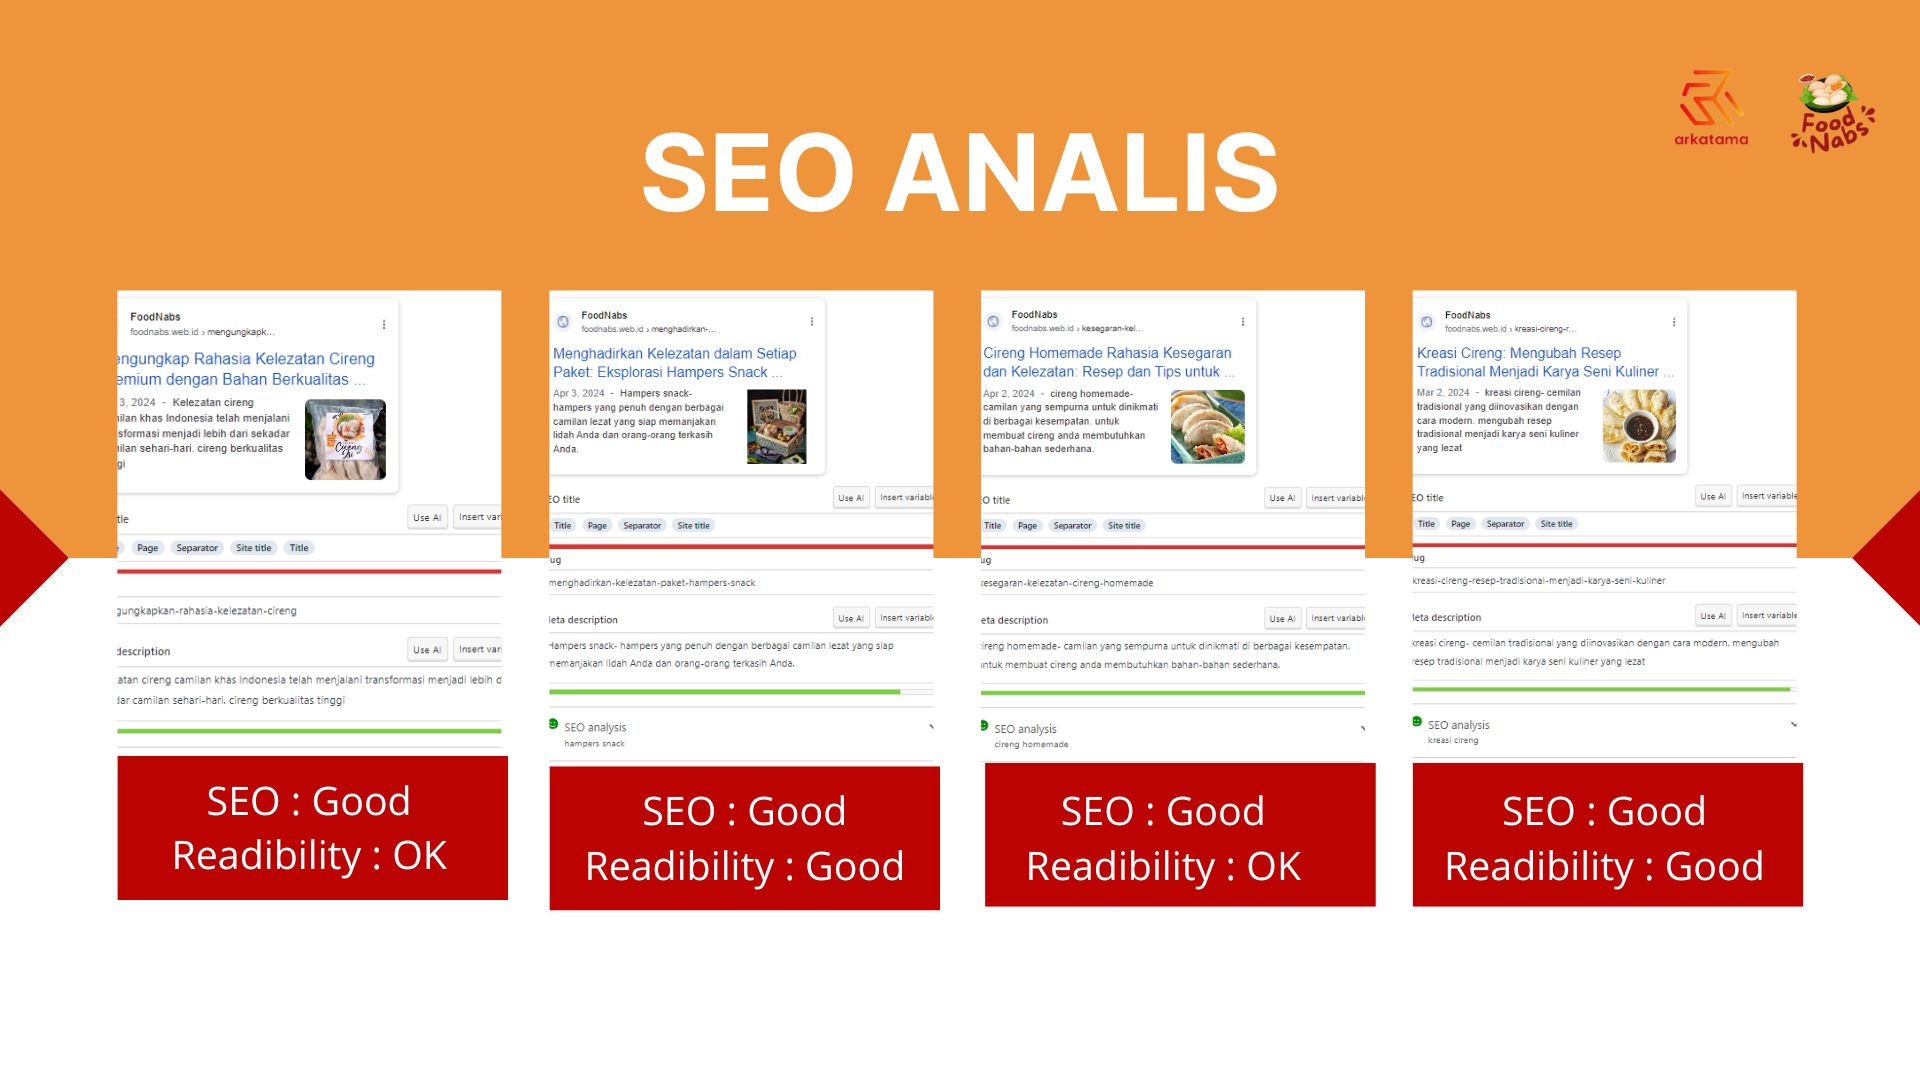 arkatama
Food
Nabs
SEO ANALIS
FoodNabs
foodnabs.web.id › mengungkapk...
engungkap Rahasia Kelezatan Cireng
emium dengan Bahan Berkualitas ...
3, 2024 - Kelezatan cireng
milan khas Indonesia telah menjalani
sformasi menjadi lebih dari sekadar
milan sehari-hari. cireng berkualitas
gi
tle
Use AI
Insert vari
Page
Separator
Site title
Title
gungkapkan-rahasia-kelezatan-cireng
description
Use AI
Insert vari
zatan cireng camilan khas Indonesia telah menjalani transformasi menjadi lebih d
dar camilan sehari-hari. cireng berkualitas tinggi
SEO : Good
Readibility : OK
FoodNabs
foodnabs.web.id › menghadirkan-...
Menghadirkan Kelezatan dalam Setiap
Paket: Eksplorasi Hampers Snack ...
Apr 3, 2024 - Hampers snack-
hampers yang penuh dengan berbagai
camilan lezat yang siap memanjakan
lidah Anda dan orang-orang terkasih
Anda.
EO title
Use AI
Insert variable
Title
Page
Separator
Site title
ug
menghadirkan-kelezatan-paket-hampers-snack
leta description
Use AI
Insert variable
Hampers snack- hampers yang penuh dengan berbagai camilan lezat yang siap
memanjakan lidah Anda dan orang-orang terkasih Anda.
SEO analysis
hampers snack
SEO : Good
Readibility : Good
FoodNabs
foodnabs.web.id › kesegaran-kel...
Cireng Homemade Rahasia Kesegaran
dan Kelezatan: Resep dan Tips untuk ...
Apr 2, 2024 - cireng homemade-
camilan yang sempurna untuk dinikmati
di berbagai kesempatan. untuk
membuat cireng anda membutuhkan
bahan-bahan sederhana.
EO title
Use AI
Insert variabl
Title
Page
Separator
Site title
ug
kesegaran-kelezatan-cireng-homemade
eta description
Use AI
Insert variabl
cireng homemade- camilan yang sempurna untuk dinikmati di berbagai kesempatan.
untuk membuat cireng anda membutuhkan bahan-bahan sederhana.
SEO analysis
cireng homemade
SEO : Good
Readibility : OK
FoodNabs
foodnabs.web.id › kreasi-cireng-r...
Kreasi Cireng: Mengubah Resep
Tradisional Menjadi Karya Seni Kuliner ...
Mar 2, 2024 - kreasi cireng- cemilan
tradisional yang diinovasikan dengan
cara modern. mengubah resep
tradisional menjadi karya seni kuliner
yang lezat
EO title
Use AI
Insert variable
Title
Page
Separator
Site title
ug
kreasi-cireng-resep-tradisional-menjadi-karya-seni-kuliner
leta description
Use AI
Insert variable
kreasi cireng- cemilan tradisional yang diinovasikan dengan cara modern. mengubah
resep tradisional menjadi karya seni kuliner yang lezat
SEO analysis
kreasi cireng
SEO : Good
Readibility : Good